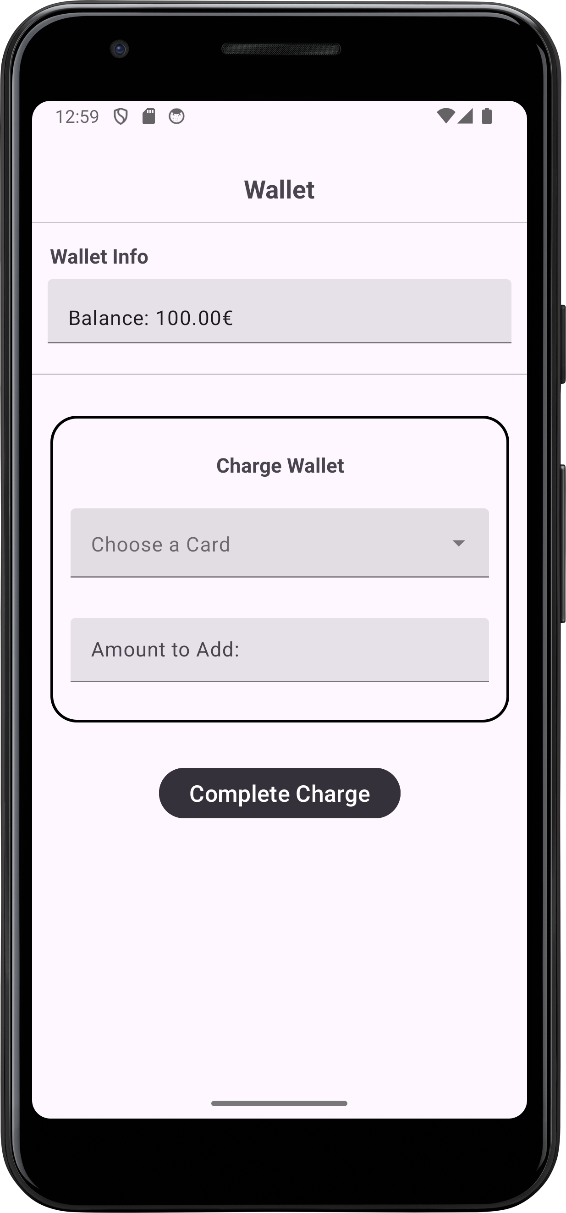 12:59
Wallet
Wallet Info
Balance: 100.00€
Charge Wallet
Choose a Card
Amount to Add:
Complete Charge